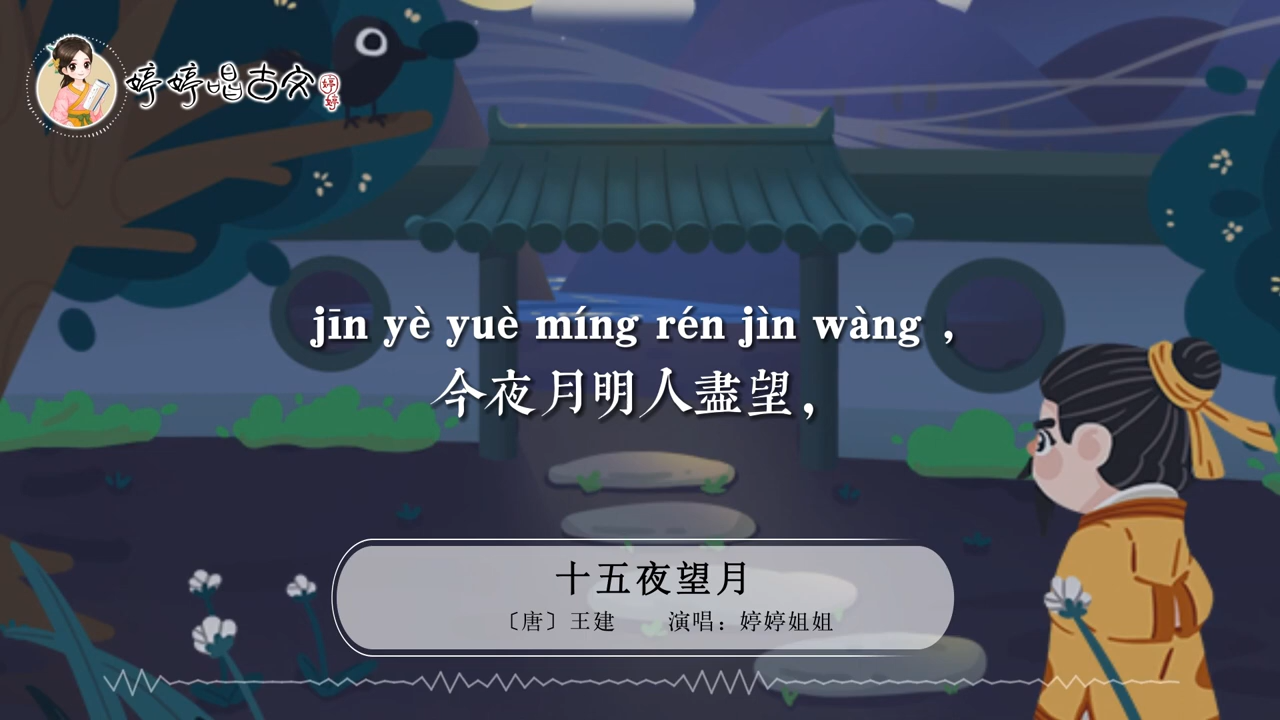 婷婷唱古文
婷婷
jīn yè yuè míng rén jìn wàng ，
今夜月明人盡望，
十五夜望月
〔唐〕王建 演唱：婷婷姐姐